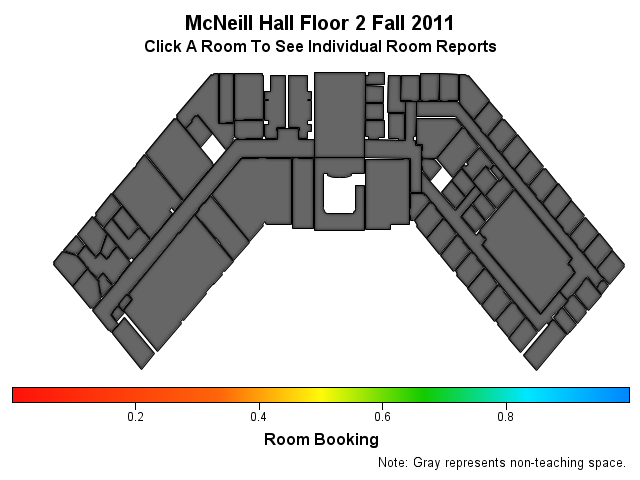 McNeill Hall Floor 2 Fall 2011
Click A Room To See Individual Room Reports
0.2 0.4 0.6 0.8
Room Booking
Note: Gray represents non-teaching space.